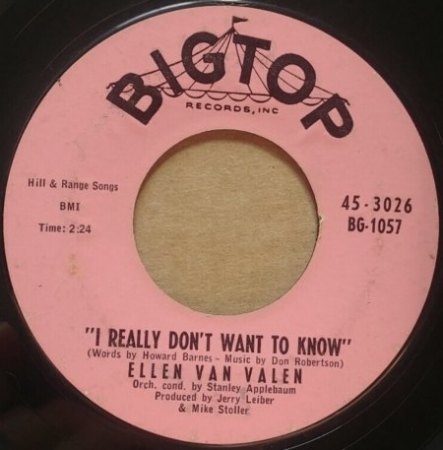 BIGTOP
RECORDS, INC
Hill & Range Songs
BMI
Time: 2:24
45-3026
BG-1057
"I REALLY DON'T WANT TO KNOW"
(Words by Howard Barnes - Music by Don Robertson)
ELLEN VAN VALEN
Orch. cond. by Stanley Applebaum
Produced by Jerry Leiber
& Mike Stoller